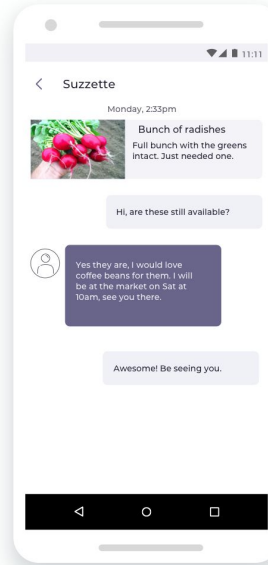 11:11
Suzzette
Monday, 2:33pm
Bunch of radishes
Full bunch with the greens
intact. Just needed one.
Hi, are these still available?
Yes they are, I would love
coffee beans for them. I will
be at the market on Sat at
10am, see you there.
Awesome! Be seeing you.